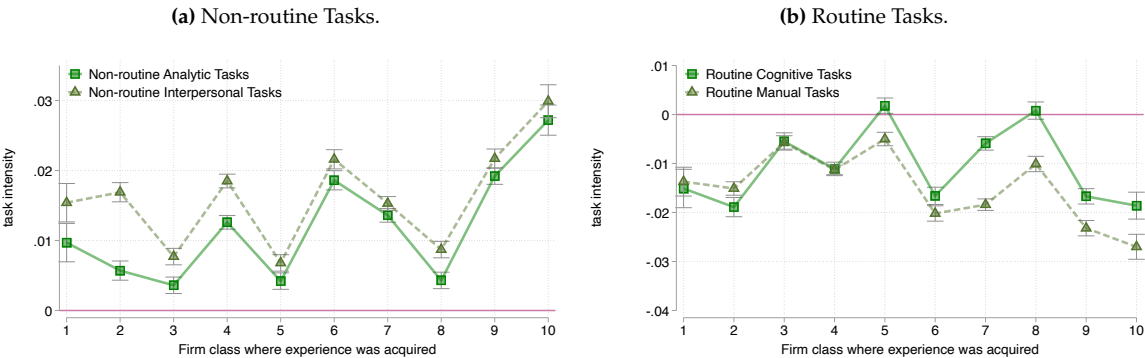 (a) Non-routine Tasks.
Non-routine Analytic Tasks
Non-routine Interpersonal Tasks
task intensity
.03
.02
.01
0
1 2 3 4 5 6 7 8 9 10
Firm class where experience was acquired
(b) Routine Tasks.
Routine Cognitive Tasks
Routine Manual Tasks
task intensity
.01
0
-.01
-.02
-.03
-.04
1 2 3 4 5 6 7 8 9 10
Firm class where experience was acquired